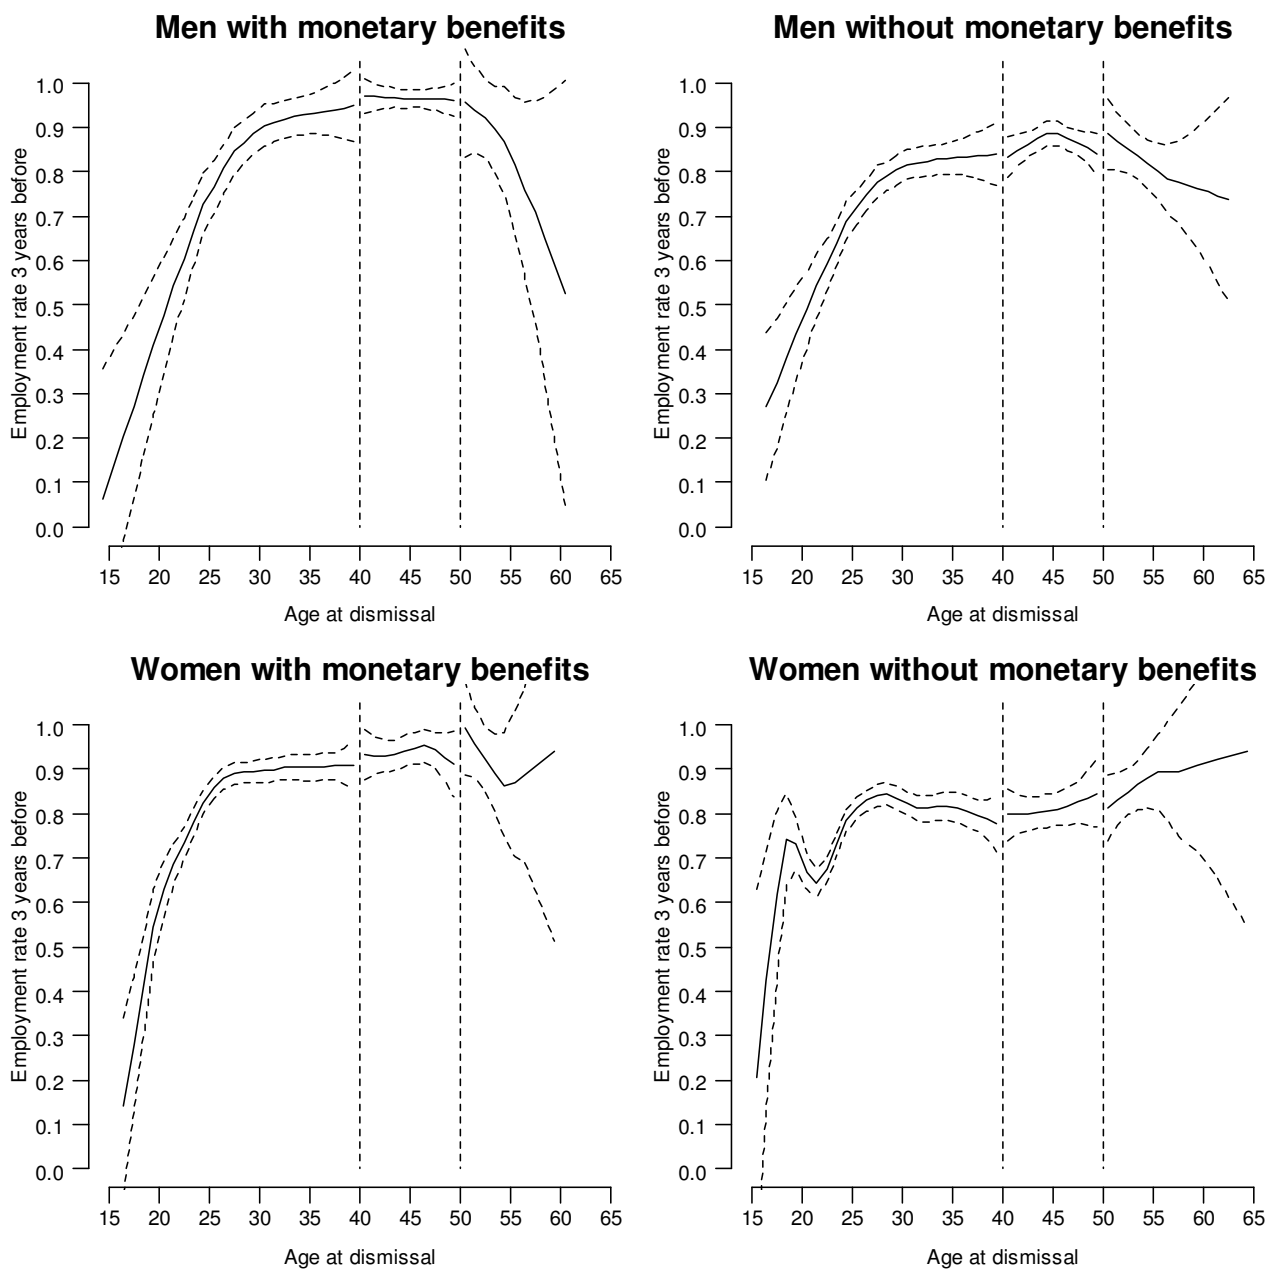 Men with monetary benefits
Employment rate 3 years before
1.0
0.9
0.8
0.7
0.6
0.5
0.4
0.3
0.2
0.1
0.0
15 20 25 30 35 40 45 50 55 60 65
Age at dismissal
Men without monetary benefits
Employment rate 3 years before
1.0
0.9
0.8
0.7
0.6
0.5
0.4
0.3
0.2
0.1
0.0
15 20 25 30 35 40 45 50 55 60 65
Age at dismissal
Women with monetary benefits
Employment rate 3 years before
1.0
0.9
0.8
0.7
0.6
0.5
0.4
0.3
0.2
0.1
0.0
15 20 25 30 35 40 45 50 55 60 65
Age at dismissal
Women without monetary benefits
Employment rate 3 years before
1.0
0.9
0.8
0.7
0.6
0.5
0.4
0.3
0.2
0.1
0.0
15 20 25 30 35 40 45 50 55 60 65
Age at dismissal